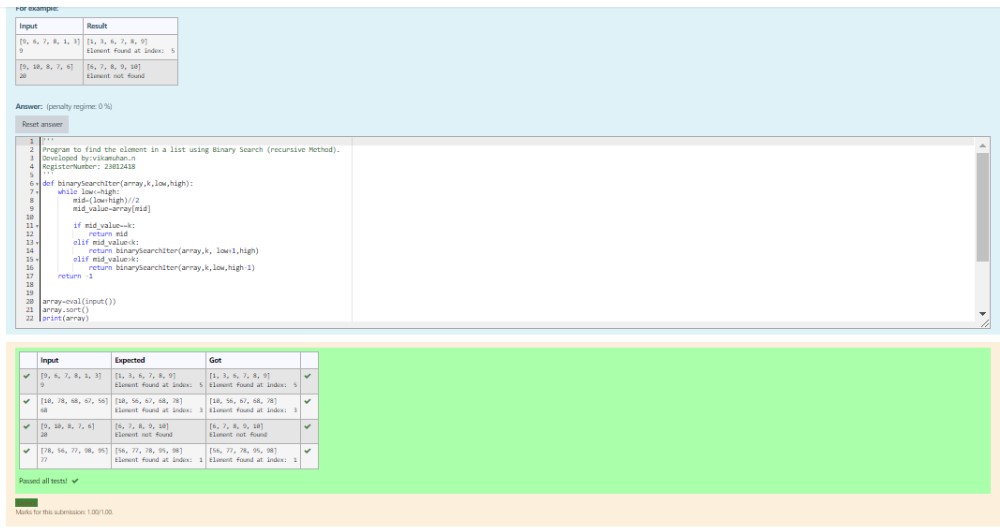 For example:
Input Result
[9, 6, 7, 8, 1, 3] [1, 3, 6, 7, 8, 9]
9 Element found at index: 5
[9, 10, 8, 7, 6] [6, 7, 8, 9, 10]
20 Element not found
Answer: (penalty regime: 0 %)
Reset answer
1 '''
2 Program to find the element in a list using Binary Search (recursive Method).
3 Developed by:vikamuhan.n
4 RegisterNumber: 23012418
5 '''
6 def binarySearchIter(array,k,low,high):
7 while low<=high:
8 mid=(low+high)//2
9 mid_value=array[mid]
10
11 if mid_value==k:
12 return mid
13 elif mid_value<k:
14 return binarySearchIter(array,k, low+1,high)
15 elif mid_value>k:
16 return binarySearchIter(array,k,low,high-1)
17 return -1
18
19
20 array=eval(input())
21 array.sort()
22 print(array)
Input Expected Got
[9, 6, 7, 8, 1, 3] [1, 3, 6, 7, 8, 9] [1, 3, 6, 7, 8, 9]
9 Element found at index: 5 Element found at index: 5
[10, 78, 68, 67, 56] [10, 56, 67, 68, 78] [10, 56, 67, 68, 78]
68 Element found at index: 3 Element found at index: 3
[9, 10, 8, 7, 6] [6, 7, 8, 9, 10] [6, 7, 8, 9, 10]
20 Element not found Element not found
[78, 56, 77, 98, 95] [56, 77, 78, 95, 98] [56, 77, 78, 95, 98]
77 Element found at index: 1 Element found at index: 1
Passed all tests!
Marks for this submission: 1.00/1.00.